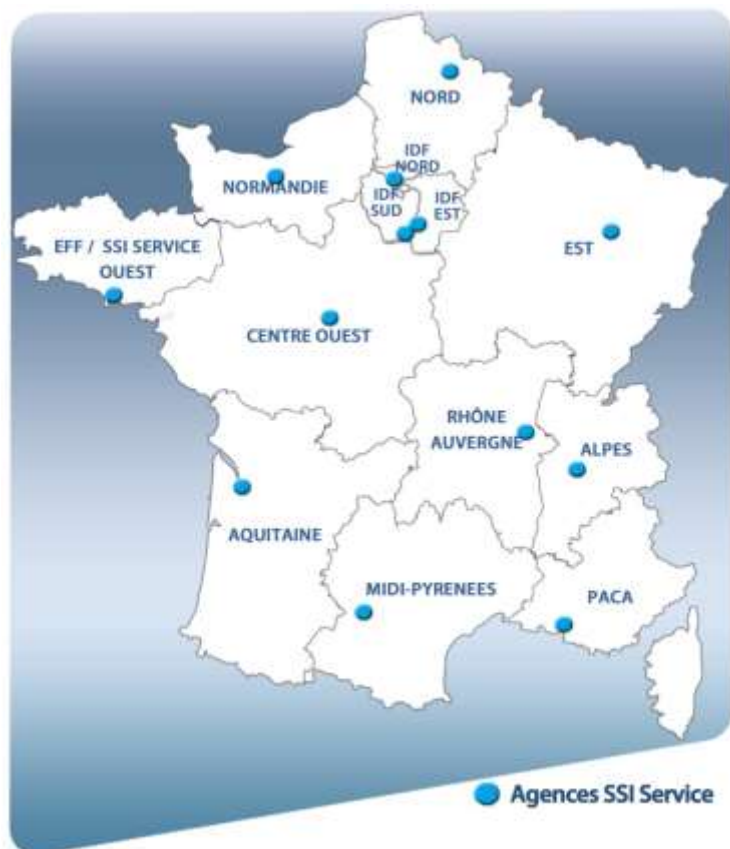 NORD
IDF
NORD
NORMANDIE
IDF
SUD
IDF
EST
EFF / SSI SERVICE
OUEST
EST
CENTRE OUEST
RHÔNE
AUVERGNE
ALPES
AQUITAINE
MIDI-PYRENEES
PACA
Agences SSI Service